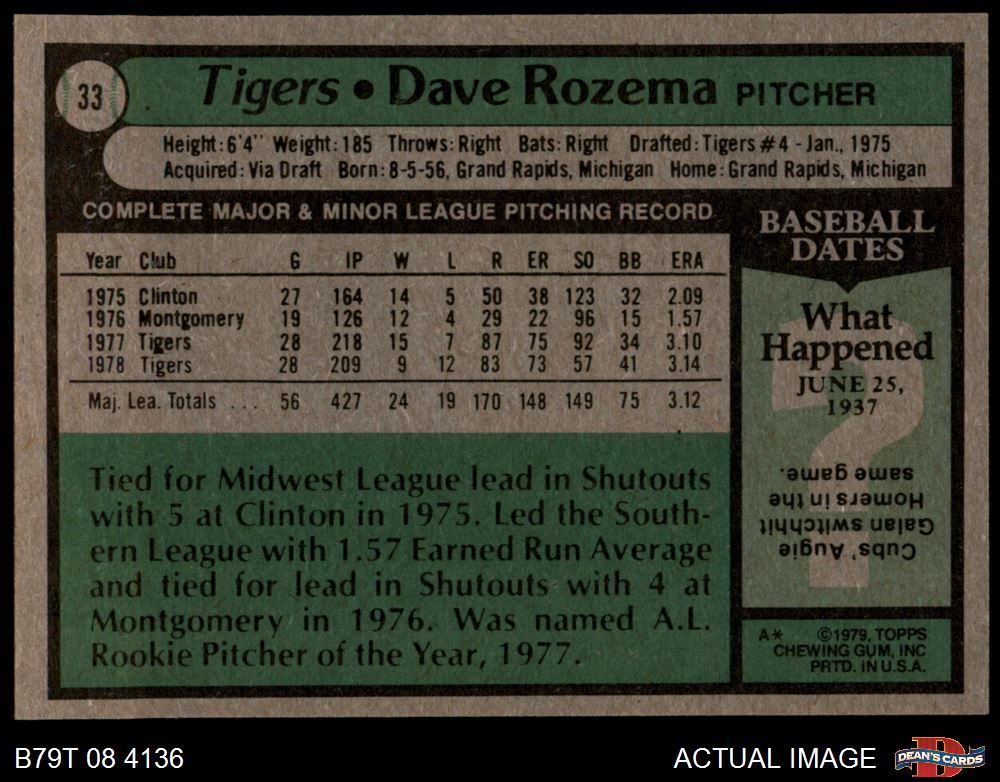 33
Tigers • Dave Rozema PITCHER
Height: 6'4" Weight: 185 Throws: Right Bats: Right Drafted: Tigers #4 - Jan., 1975
Acquired: Via Draft Born: 8-5-56, Grand Rapids, Michigan Home: Grand Rapids, Michigan
COMPLETE MAJOR & MINOR LEAGUE PITCHING RECORD
Year Club G IP W L R ER SO BB ERA
1975 Clinton 27 164 14 5 50 38 123 32 2.09
1976 Montgomery 19 126 12 4 29 22 96 15 1.57
1977 Tigers 28 218 15 7 87 75 92 34 3.10
1978 Tigers 28 209 9 12 83 73 57 41 3.14
Maj. Lea. Totals ... 56 427 24 19 170 148 149 75 3.12
Tied for Midwest League lead in Shutouts
with 5 at Clinton in 1975. Led the South-
ern League with 1.57 Earned Run Average
and tied for lead in Shutouts with 4 at
Montgomery in 1976. Was named A.L.
Rookie Pitcher of the Year, 1977.
BASEBALL
DATES
What
Happened
JUNE 25,
1937
?
Cubs' Augie
Galan switchhit
Homers in the
same game.
A* ©1979, TOPPS
CHEWING GUM, INC
PRTD. IN U.S.A.
B79T 08 4136
ACTUAL IMAGE
D
DEAN'S CARDS